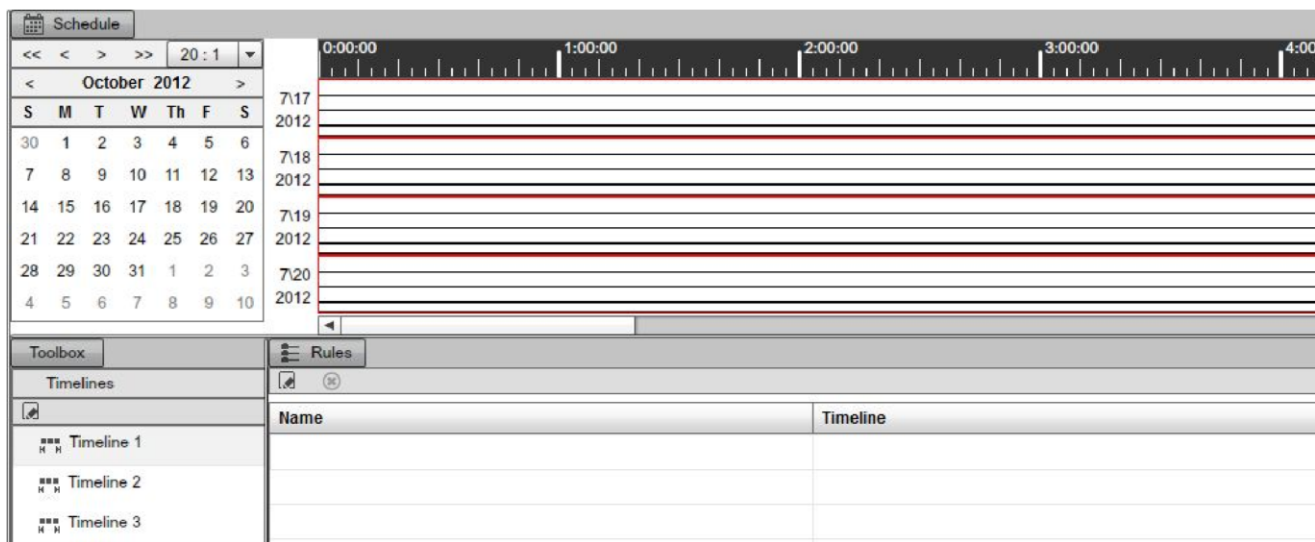 Schedule
<< < > >> 20 : 1
< October 2012 >
S M T W Th F S
30 1 2 3 4 5 6
7 8 9 10 11 12 13
14 15 16 17 18 19 20
21 22 23 24 25 26 27
28 29 30 31 1 2 3
4 5 6 7 8 9 10
0:00:00 1:00:00 2:00:00 3:00:00 4:00
7\17
2012
7\18
2012
7\19
2012
7\20
2012
Toolbox
Timelines
Timeline 1
Timeline 2
Timeline 3
Rules
Name Timeline